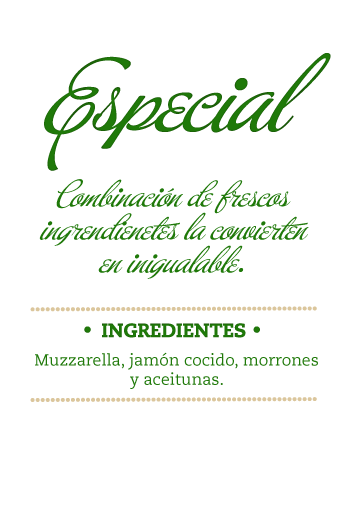 Especial
Combinación de frescos
ingrendienetes la convierten
en inigualable.
• INGREDIENTES •
Muzzarella, jamón cocido, morrones
y aceitunas.